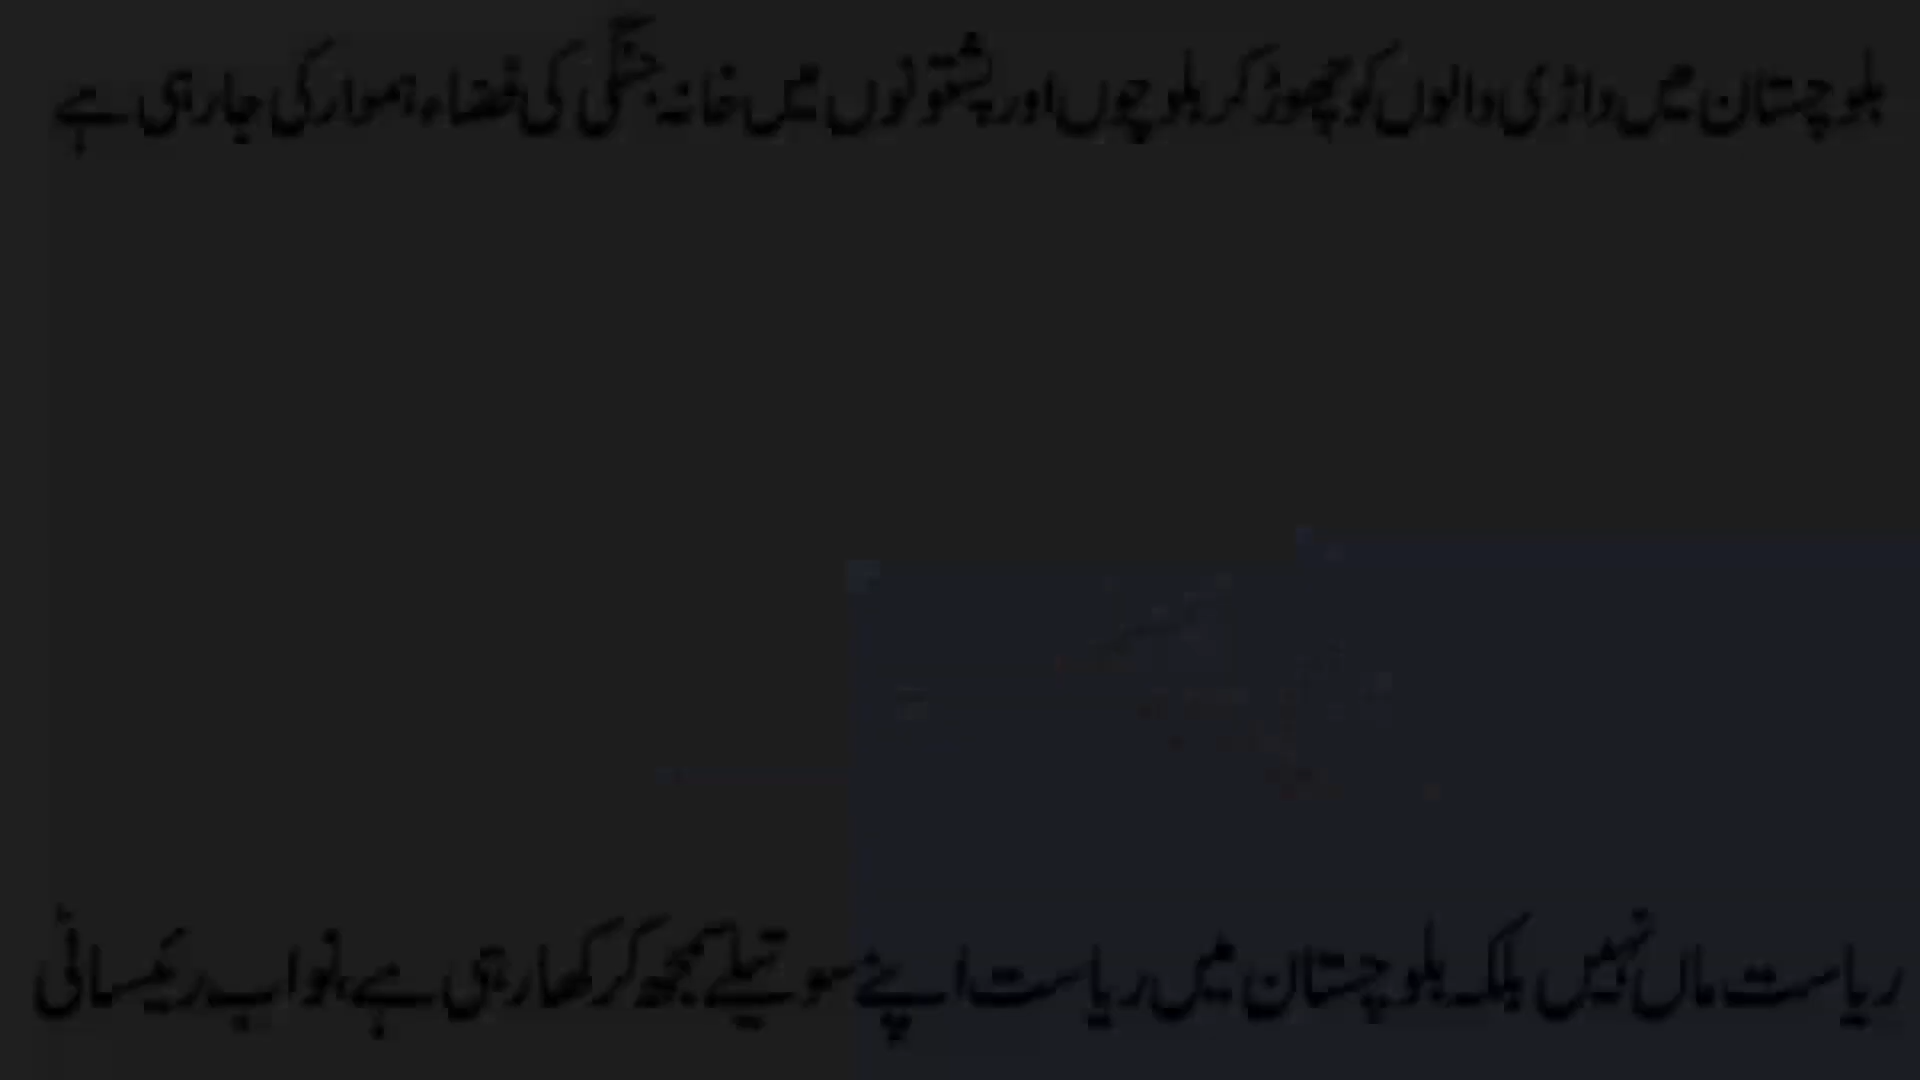 بلوچستان میں داڑی والوں کو چھوڑ کر بلوچوں اور پشتونوں میں خانہ جنگی کی فضاء ہموار کی جارہی ہے
ریاست ماں نہیں بلکہ بلوچستان میں ریاست اپنے سوتیلے سمجھ کر کھا رہی ہے، نواب رئیسانی